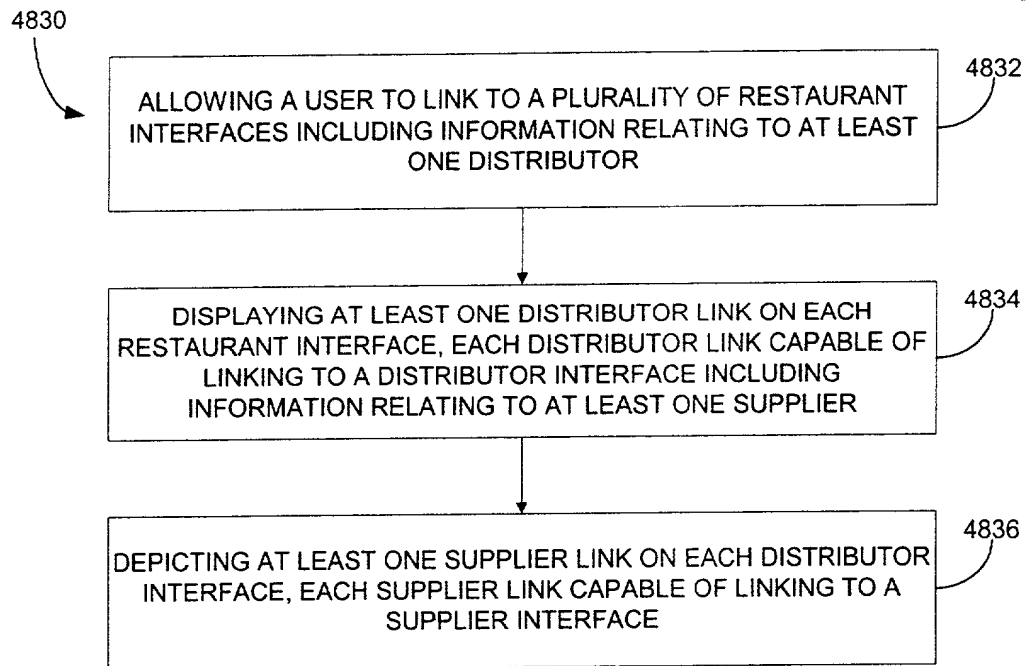 4830
4832
ALLOWING A USER TO LINK TO A PLURALITY OF RESTAURANT
INTERFACES INCLUDING INFORMATION RELATING TO AT LEAST
ONE DISTRIBUTOR
4834
DISPLAYING AT LEAST ONE DISTRIBUTOR LINK ON EACH
RESTAURANT INTERFACE, EACH DISTRIBUTOR LINK CAPABLE OF
LINKING TO A DISTRIBUTOR INTERFACE INCLUDING
INFORMATION RELATING TO AT LEAST ONE SUPPLIER
4836
DEPICTING AT LEAST ONE SUPPLIER LINK ON EACH DISTRIBUTOR
INTERFACE, EACH SUPPLIER LINK CAPABLE OF LINKING TO A
SUPPLIER INTERFACE